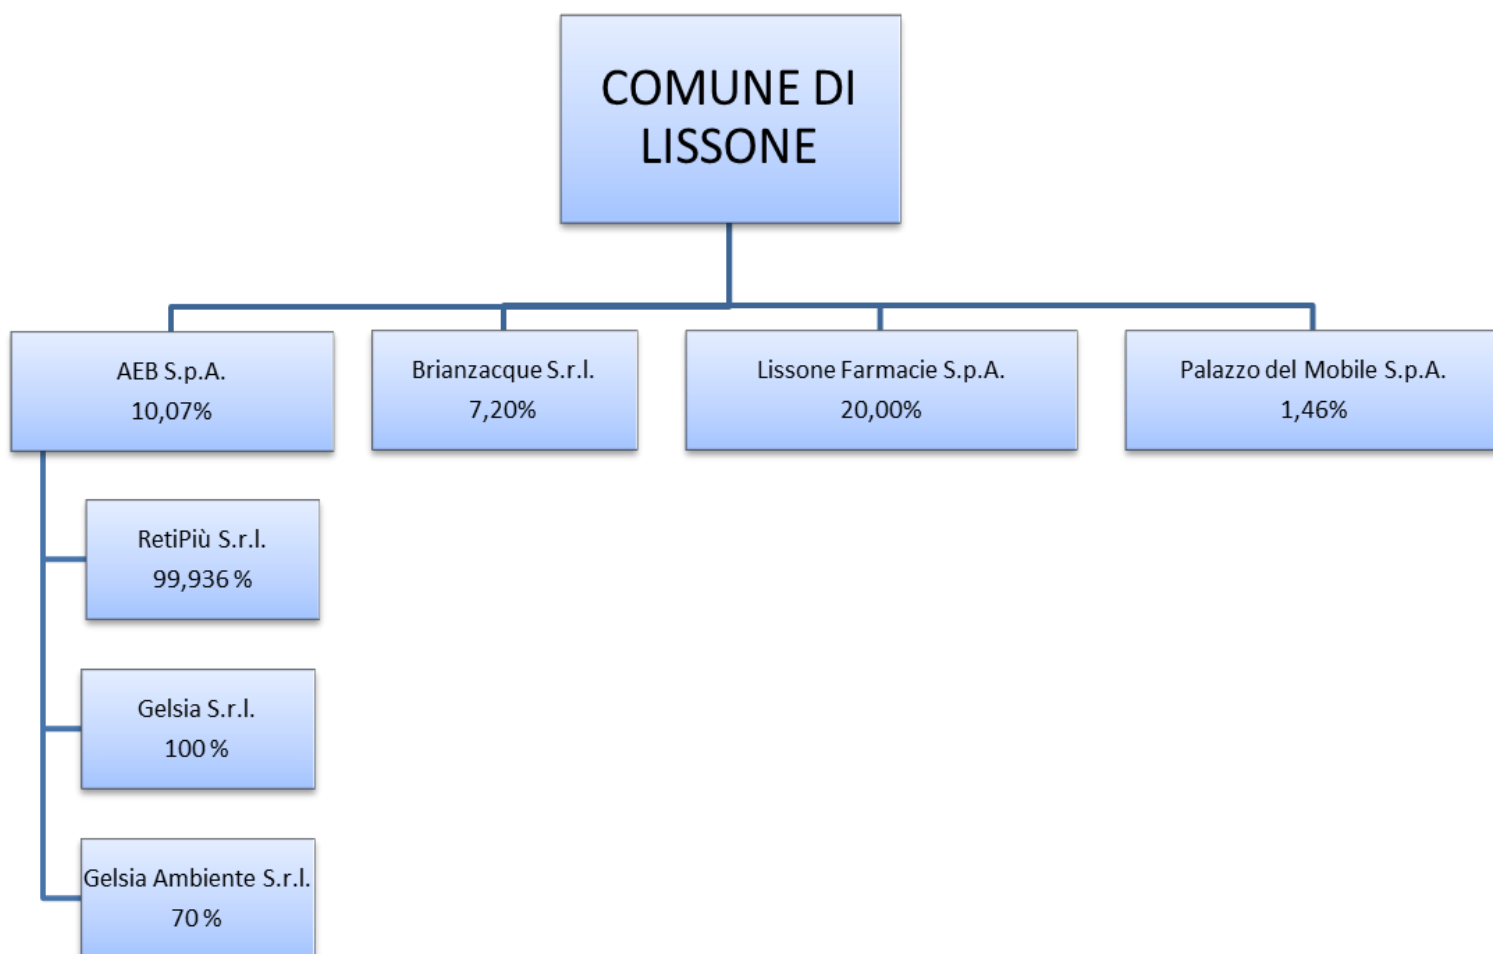 COMUNE DI
LISSONE
AEB S.p.A.
10,07%
Brianzacque S.r.l.
7,20%
Lissone Farmacie S.p.A.
20,00%
Palazzo del Mobile S.p.A.
1,46%
RetiPiù S.r.l.
99,936 %
Gelsia S.r.l.
100 %
Gelsia Ambiente S.r.l.
70 %